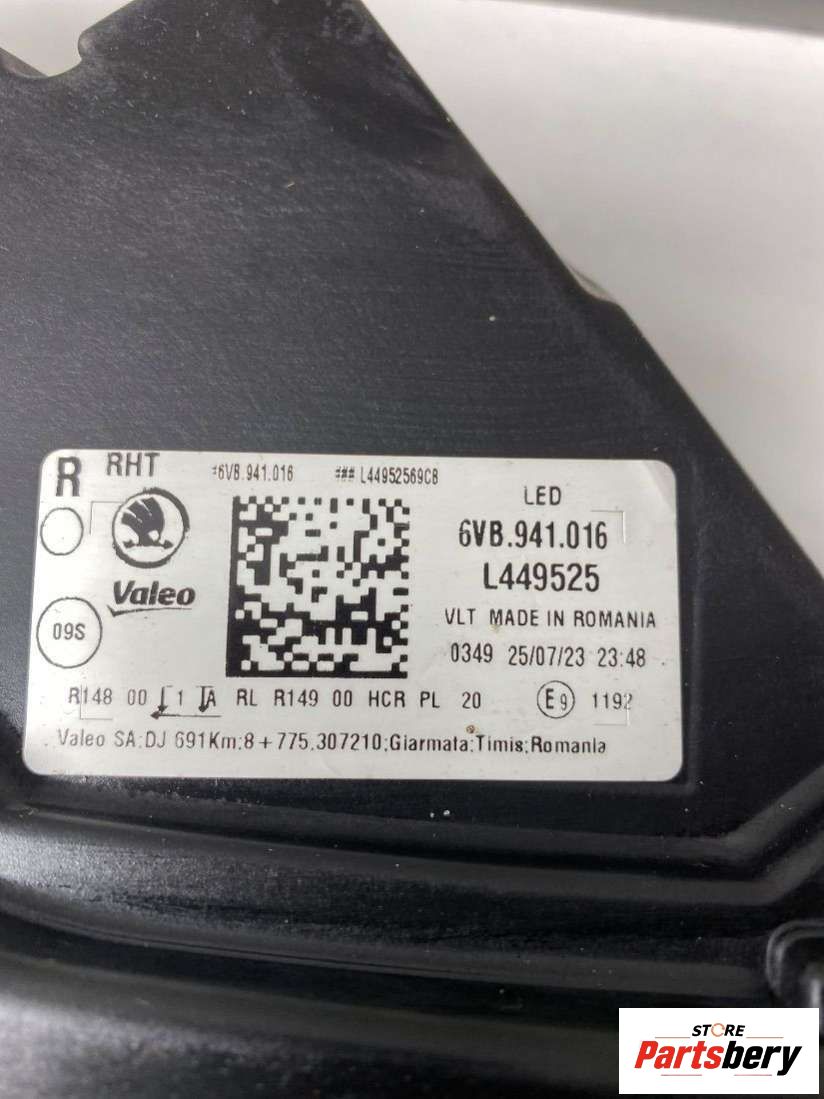 R RHT #6VB.941.016 ### L44952569CB
LED
6VB.941.016
Valeo
L449525
VLT MADE IN ROMANIA
09S
0349 25/07/23 23:48
R148 00 1 A RL R149 00 HCR PL 20 E9 1192
Valeo SA;DJ 691Km;8+775.307210;Giarmata;Timis;Romania
STORE
Partsbery